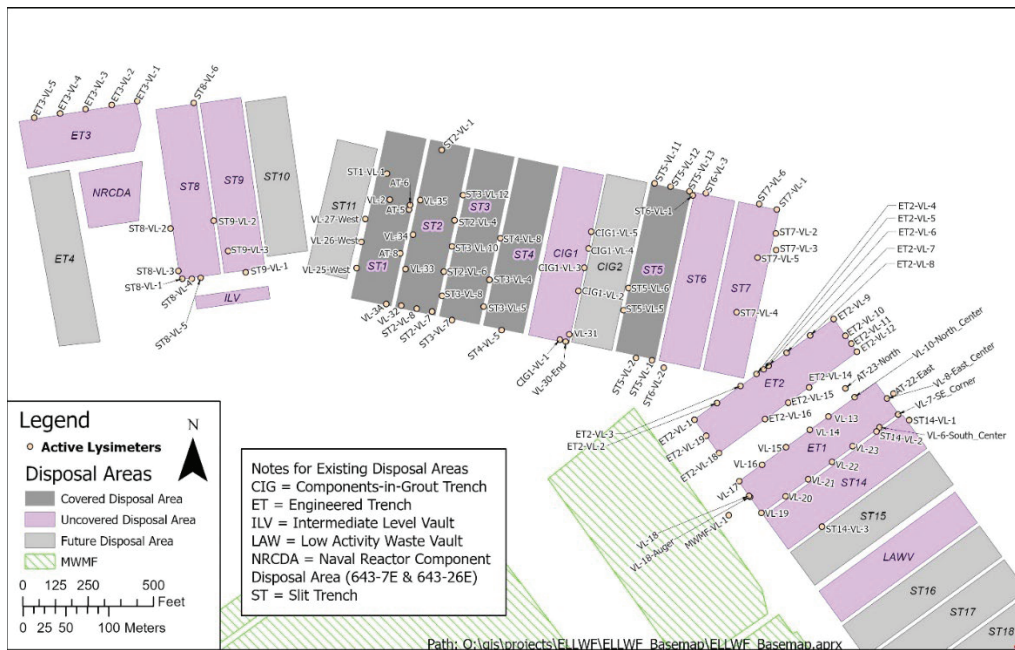 ET3-VL-5
ET3-VL-4
ET3-VL-3
ET3-VL-2
ET3-VL-1
ST8-VL-6
ET3
NRCDA
ET4
ST8
ST9
ST10
ST8-VL-2
ST9-VL-2
ST9-VL-3
ST8-VL-3
ST8-VL-1
ST8-VL-4
ST8-VL-5
ST9-VL-1
ILV
ST2-VL-1
ST1-VL-1
AT-6
VL-2
AT-5
VL-35
ST11
VL-27-West
VL-26-West
VL-25-West
VL-34
AT-8
VL-33
ST1
ST2
VL-3A
VL-32
ST2-VL-8
ST2-VL-7
ST3-VL-7
ST3-VL-12
ST3
ST2-VL-4
ST3-VL-10
ST2-VL-6
ST3-VL-8
ST4-VL-8
ST4
ST3-VL-4
ST3-VL-5
ST4-VL-5
CIG1
CIG1-VL-5
CIG1-VL-4
CIG1-VL-3
CIG2
CIG1-VL-2
VL-31
CIG1-VL-1
VL-30-End
ST5-VL-11
ST5-VL-12
ST5-VL-13
ST6-VL-3
ST6-VL-1
ST5
ST5-VL-6
ST5-VL-5
ST5-VL-2
ST5-VL-1
ST6-VL-2
ST6
ST7
ST7-VL-6
ST7-VL-1
ST7-VL-2
ST7-VL-3
ST7-VL-5
ST7-VL-4
ET2-VL-4
ET2-VL-5
ET2-VL-6
ET2-VL-7
ET2-VL-8
ET2-VL-9
ET2-VL-10
ET2-VL-11
ET2-VL-12
VL-10-North_Center
AT-23-North
AT-22-East
VL-8-East_Center
VL-7-SE_Corner
ST14-VL-1
VL-6-South_Center
ST14-VL-2
ET2
ET2-VL-14
ET2-VL-15
ET2-VL-16
ET2-VL-1
ET2-VL-3
ET2-VL-2
ET2-VL-19
ET2-VL-18
VL-13
VL-14
VL-15
ET1
VL-23
VL-22
VL-16
VL-21
ST14
VL-17
VL-20
VL-19
VL-18
VL-18-Auger
MWMF-VL-1
ST14-VL-3
ST15
LAWV
ST16
ST17
ST18
Legend
N
Active Lysimeters
Disposal Areas
Covered Disposal Area
Uncovered Disposal Area
Future Disposal Area
MWMF
0 125 250 500
Feet
0 25 50 100
Meters
Notes for Existing Disposal Areas
CIG = Components-in-Grout Trench
ET = Engineered Trench
ILV = Intermediate Level Vault
LAW = Low Activity Waste Vault
NRCDA = Naval Reactor Component
Disposal Area (643-7E & 643-26E)
ST = Slit Trench
Path: O:\gis\projects\ELLWF\ELLWF_Basemap\ELLWF_Basemap.aprx